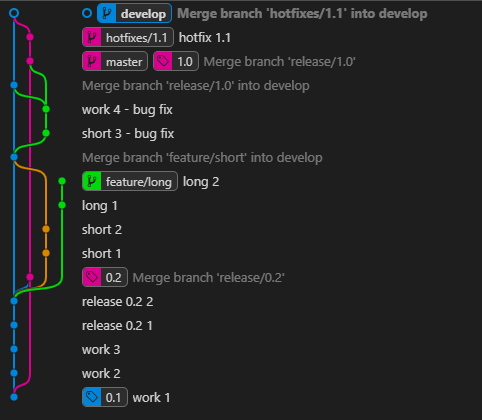 develop Merge branch 'hotfixes/1.1' into develop
hotfixes/1.1 hotfix 1.1
master 1.0 Merge branch 'release/1.0'
Merge branch 'release/1.0' into develop
work 4 - bug fix
short 3 - bug fix
Merge branch 'feature/short' into develop
feature/long long 2
long 1
short 2
short 1
0.2 Merge branch 'release/0.2'
release 0.2 2
release 0.2 1
work 3
work 2
0.1 work 1